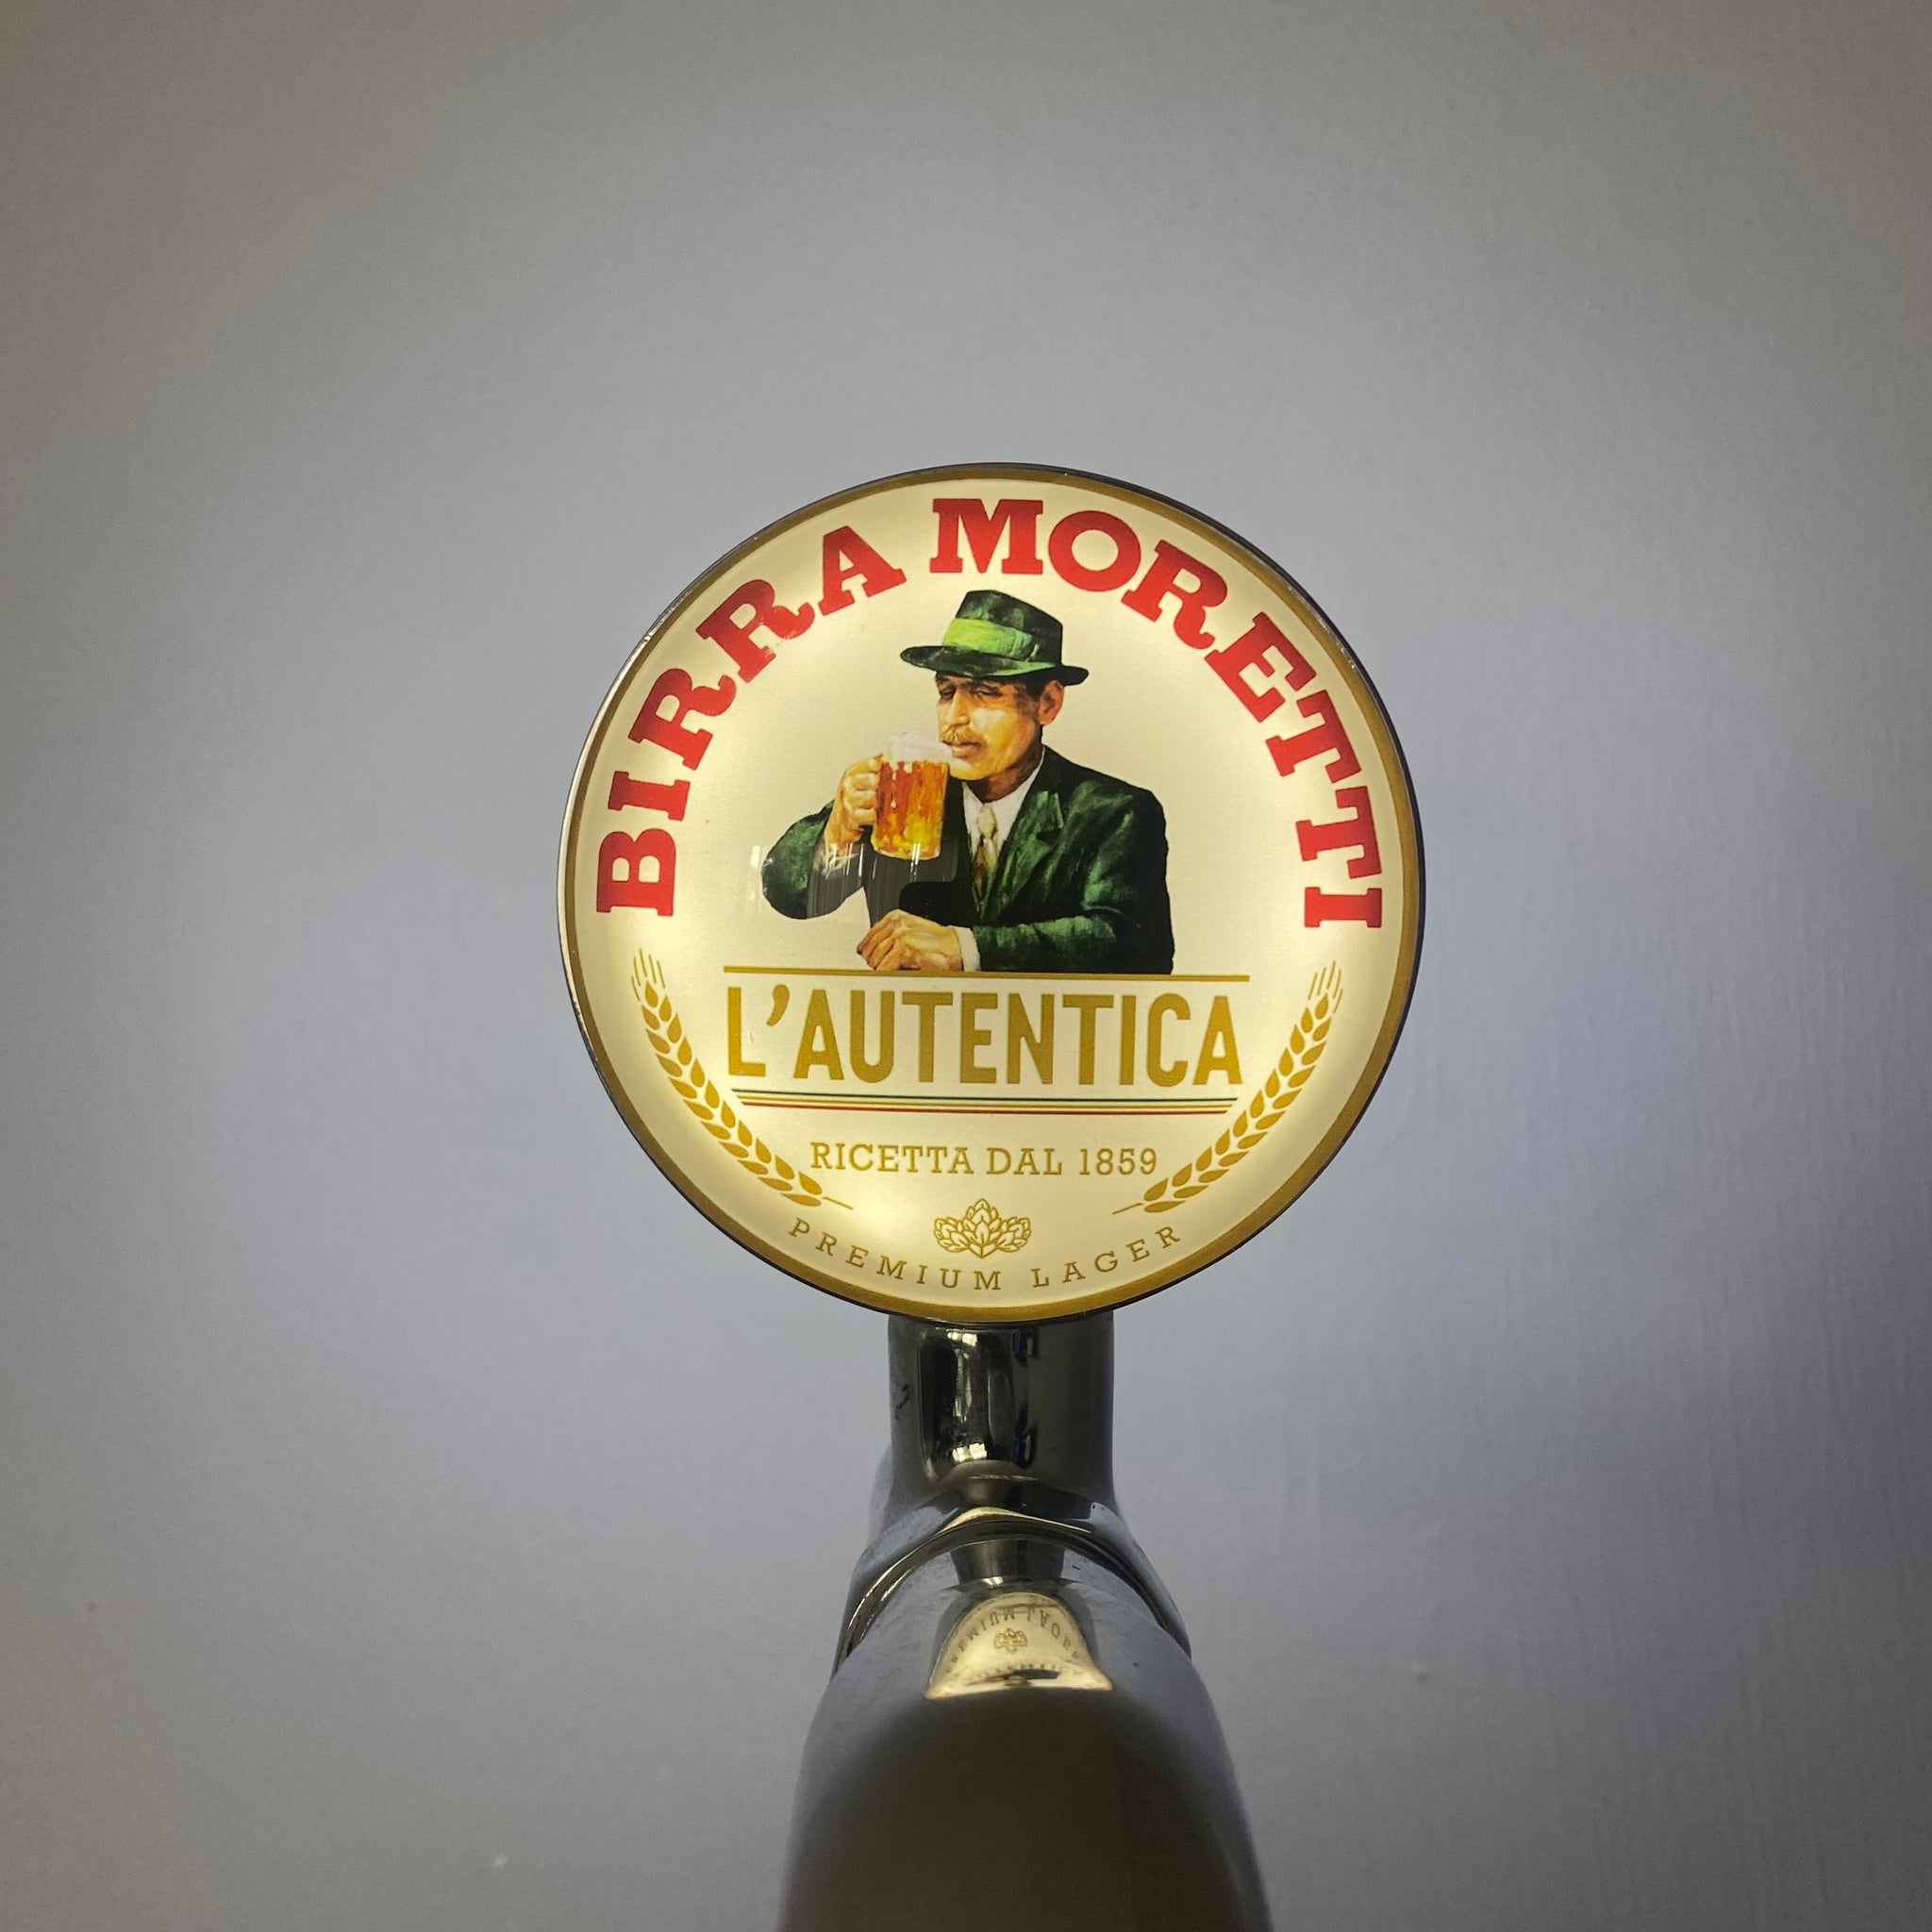 BIRRA MORETTI
L'AUTENTICA
RICETTA DAL 1859
PREMIUM LAGER